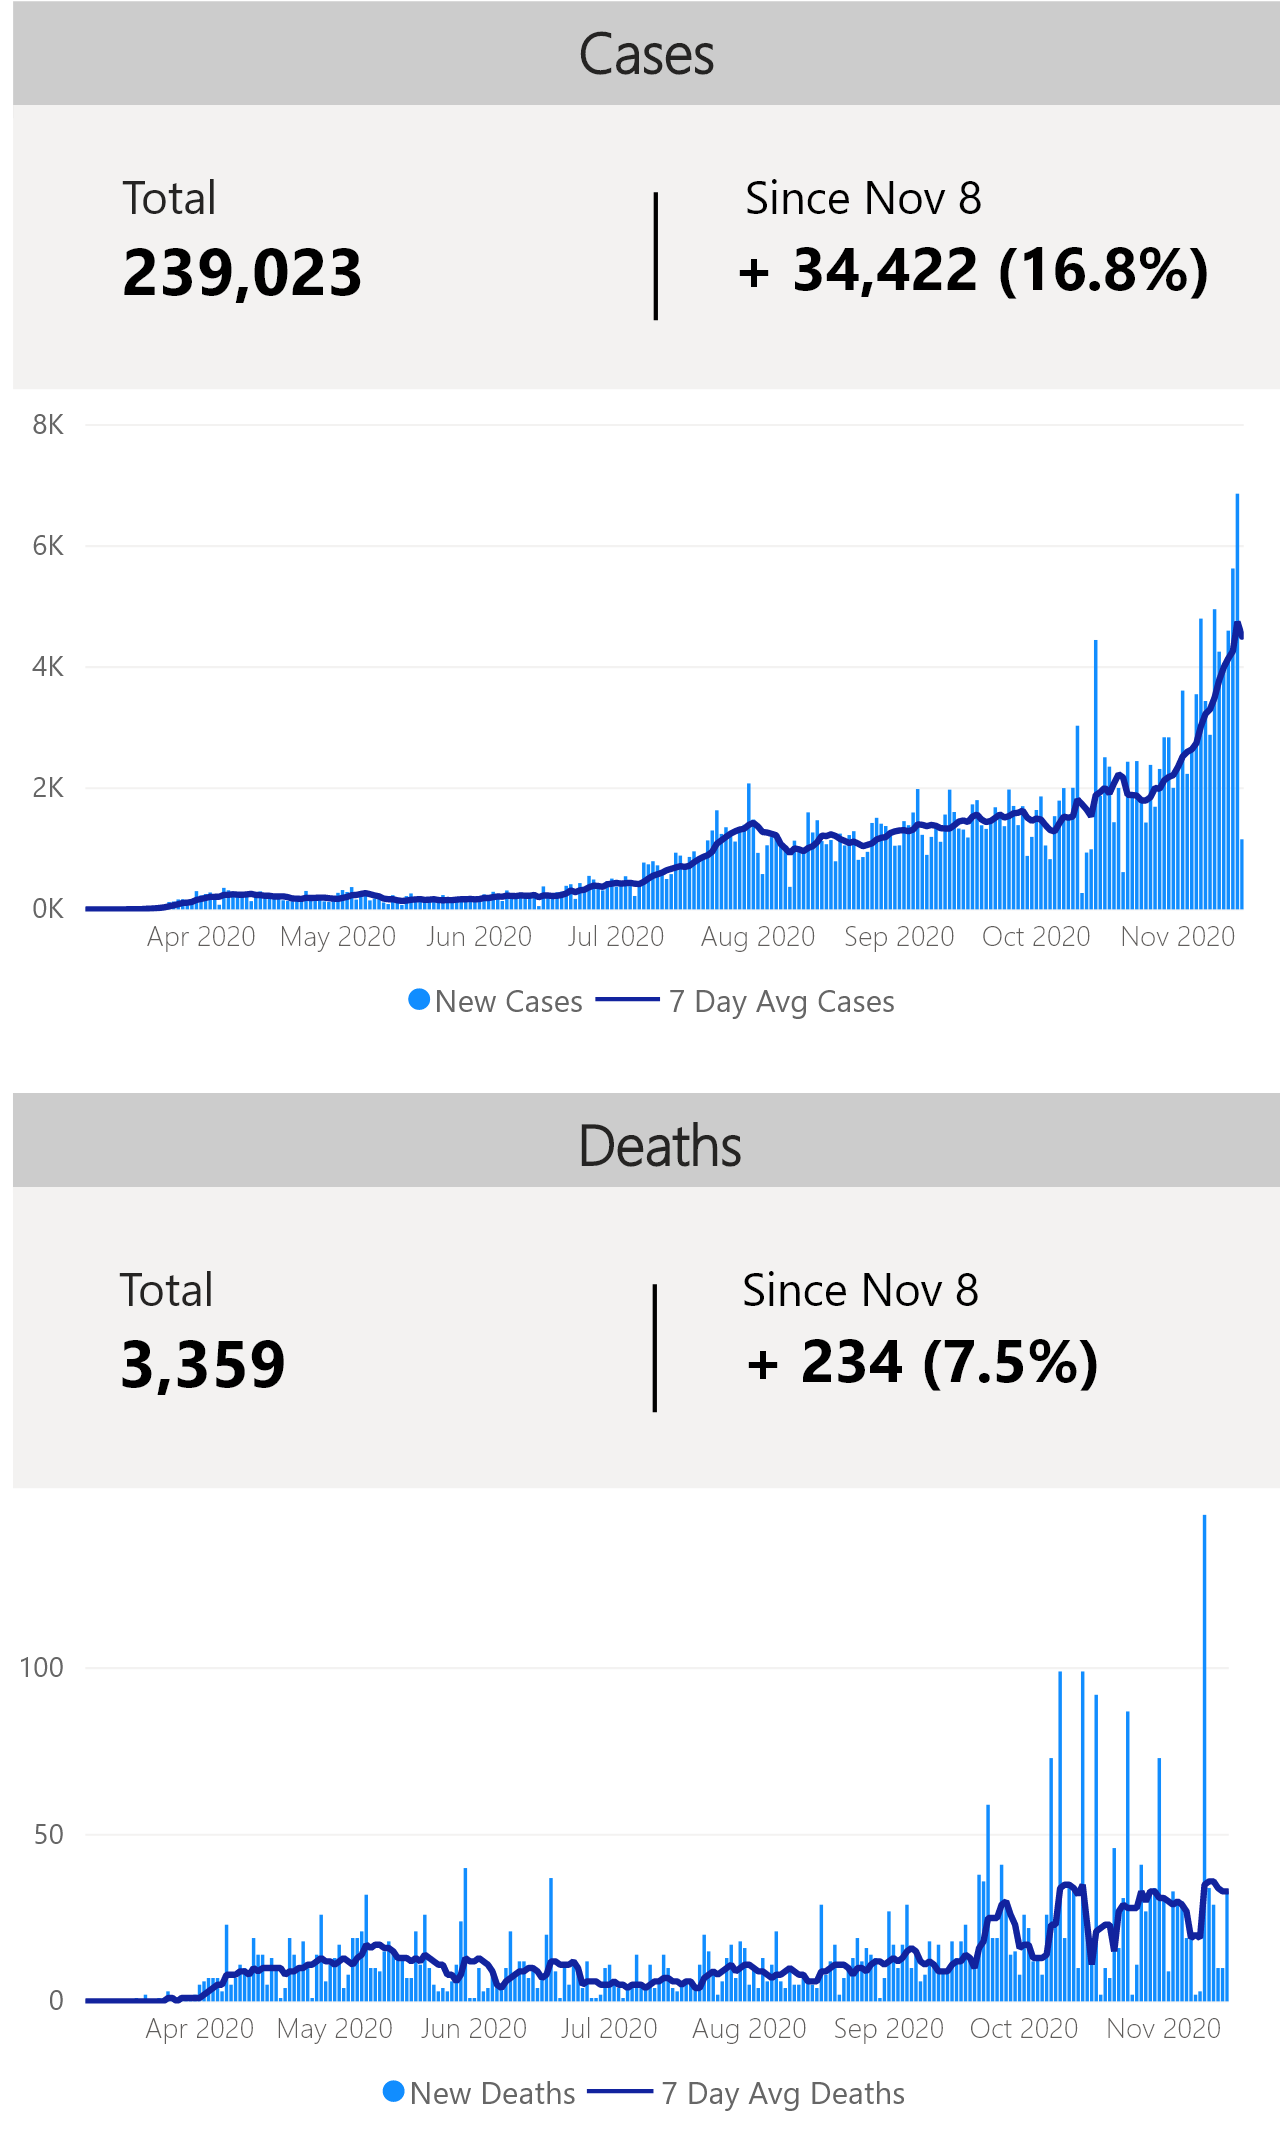 Cases
Total
Since Nov 8
239,023
+ 34,422 (16.8%)
8K
6K
4K
2K
0K
Apr 2020 May 2020 Jun 2020 Jul 2020 Aug 2020 Sep 2020 Oct 2020 Nov 2020
New Cases 7 Day Avg Cases
Deaths
Total
Since Nov 8
3,359
+ 234 (7.5%)
100
50
0
Apr 2020 May 2020 Jun 2020 Jul 2020 Aug 2020 Sep 2020 Oct 2020 Nov 2020
New Deaths 7 Day Avg Deaths